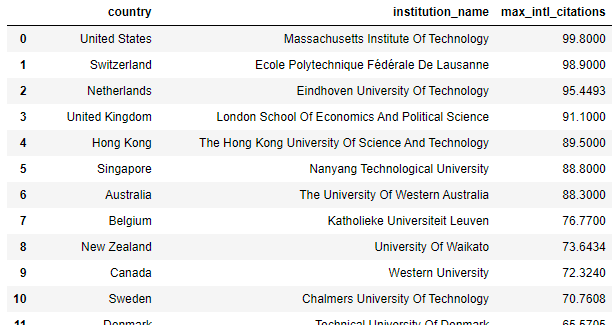 country institution_name max_intl_citations
0 United States Massachusetts Institute Of Technology 99.8000
1 Switzerland Ecole Polytechnique Fédérale De Lausanne 98.9000
2 Netherlands Eindhoven University Of Technology 95.4493
3 United Kingdom London School Of Economics And Political Science 91.1000
4 Hong Kong The Hong Kong University Of Science And Technology 89.5000
5 Singapore Nanyang Technological University 88.8000
6 Australia The University Of Western Australia 88.3000
7 Belgium Katholieke Universiteit Leuven 76.7700
8 New Zealand University Of Waikato 73.6434
9 Canada Western University 72.3240
10 Sweden Chalmers University Of Technology 70.7608
11 Denmark Technical University Of Denmark 65.5705